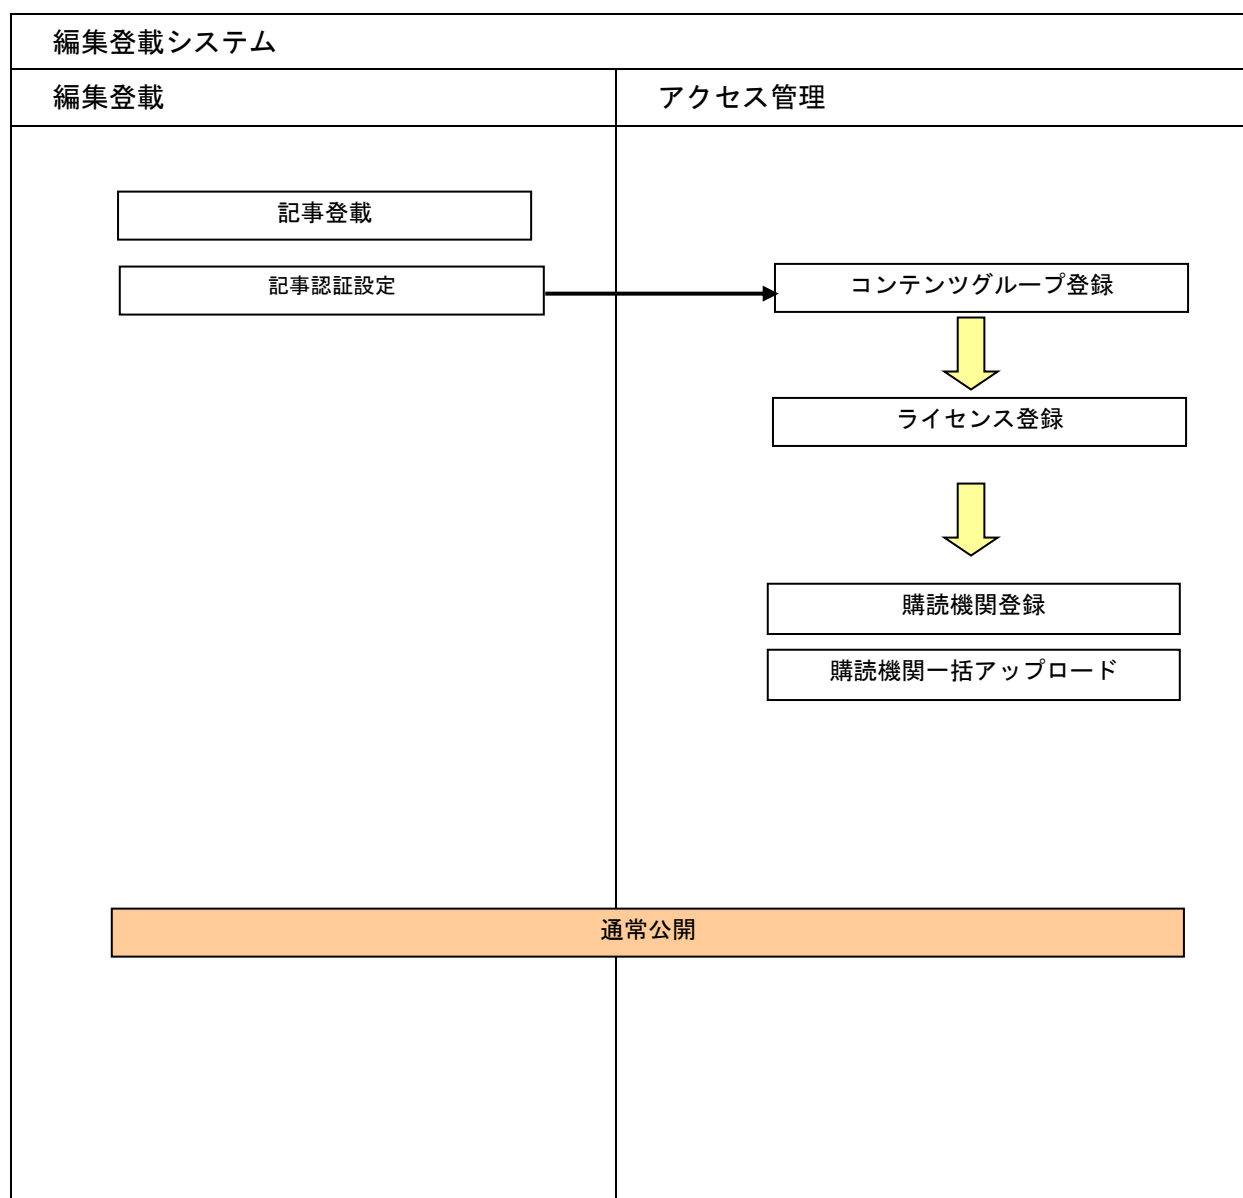 編集登載システム
編集登載
アクセス管理
記事登載
記事認証設定
コンテンツグループ登録
ライセンス登録
購読機関登録
購読機関一括アップロード
通常公開